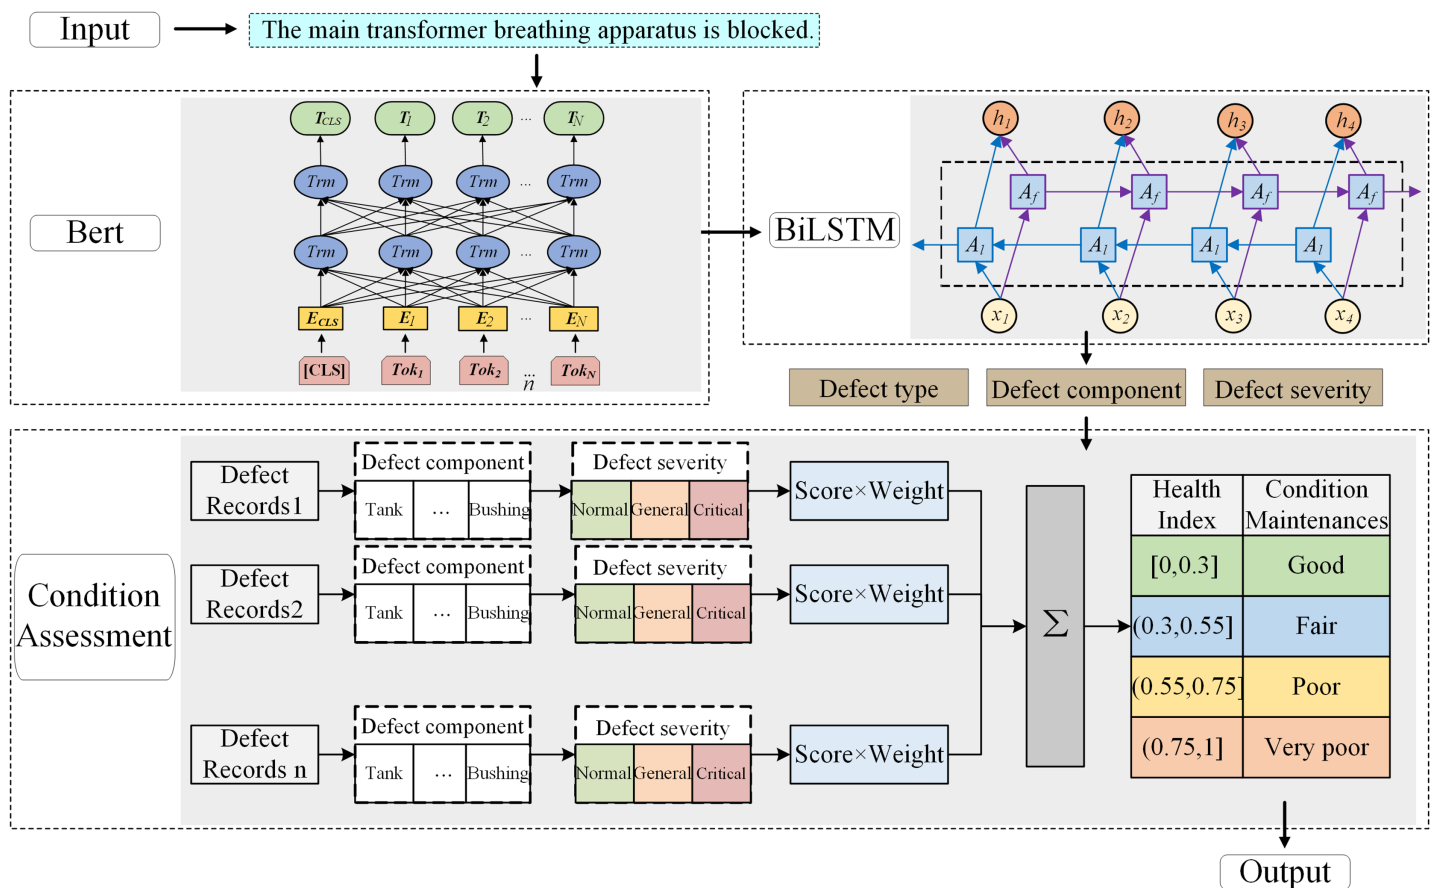 Input
The main transformer breathing apparatus is blocked.
Bert
T_CLS T_1 T_2 ... T_N
Trm Trm Trm ... Trm
Trm Trm Trm ... Trm
E_CLS E_1 E_2 ... E_N
[CLS] Tok_1 Tok_2 ... Tok_N
n
BiLSTM
h_1 h_2 h_3 h_4
A_f A_f A_f A_f
A_l A_l A_l A_l
x_1 x_2 x_3 x_4
Defect type
Defect component
Defect severity
Condition
Assessment
Defect
Records1
Defect component
Tank ... Bushing
Defect severity
Normal General Critical
Score×Weight
Defect
Records2
Defect component
Tank ... Bushing
Defect severity
Normal General Critical
Score×Weight
Defect
Records n
Defect component
Tank ... Bushing
Defect severity
Normal General Critical
Score×Weight
Σ
Health
Index
Condition
Maintenances
[0,0.3] Good
(0.3,0.55] Fair
(0.55,0.75] Poor
(0.75,1] Very poor
Output